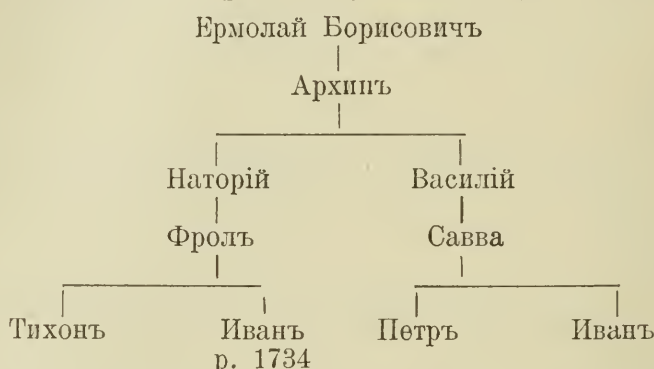 Ермолай Борисовичъ
Архипъ
Наторій Василій
Фролъ Савва
Тихонъ Иванъ Петръ Иванъ
р. 1734